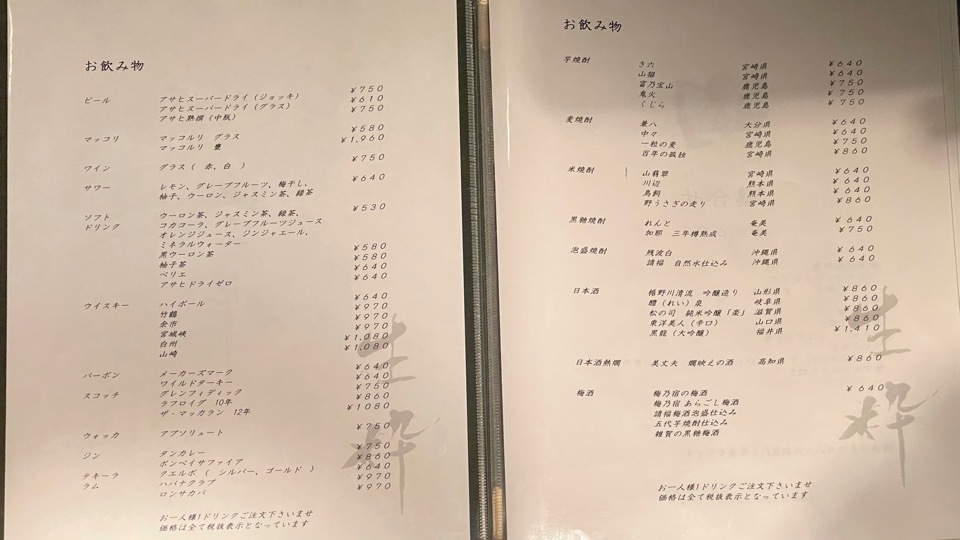 お飲み物
ビール アサヒスーパードライ（ジョッキ） ¥750
アサヒスーパードライ（グラス） ¥610
アサヒ熟撰（中瓶） ¥750
マッコリ マッコルリ グラス ¥580
マッコルリ 甕 ¥1,960
ワイン グラス（ 赤、白 ） ¥750
サワー レモン、グレープフルーツ、梅干し、 ¥640
柚子、ウーロン、ジャスミン茶、緑茶
ソフト ウーロン茶、ジャスミン茶、緑茶、 ¥530
ドリンク コカコーラ、グレープフルーツジュース
オレンジジュース、ジンジャエール、
ミネラルウォーター
黒ウーロン茶 ¥580
柚子茶 ¥580
ペリエ ¥640
アサヒドライゼロ ¥640
ウイスキー ハイボール ¥640
竹鶴 ¥970
余市 ¥970
宮城峡 ¥970
白州 ¥1,080
山崎 ¥1,080
バーボン メーカーズマーク ¥640
ワイルドターキー ¥640
スコッチ グレンフィディック ¥750
ラフロイグ 10年 ¥860
ザ・マッカラン 12年 ¥1080
ウォッカ アブソリュート ¥750
ジン タンカレー ¥750
ボンベイサファイア ¥860
テキーラ クエルボ（ シルバー、ゴールド ） ¥640
ラム ハバナクラブ ¥970
ロンサカパ ¥970
お一人様1ドリンクご注文下さいませ
価格は全て税抜表示となっています
お飲み物
芋焼酎 き六 宮崎県 ¥640
山猫 宮崎県 ¥640
富乃宝山 鹿児島 ¥750
鬼火 鹿児島 ¥750
くじら 鹿児島 ¥750
麦焼酎 兼八 大分県 ¥640
中々 宮崎県 ¥640
一粒の麦 鹿児島 ¥750
百年の孤独 宮崎県 ¥860
米焼酎 山翡翠 宮崎県 ¥640
川辺 熊本県 ¥640
鳥飼 熊本県 ¥640
野うさぎの走り 宮崎県 ¥860
黒糖焼酎 れんと 奄美 ¥640
加那 三年樽熟成 奄美 ¥750
泡盛焼酎 残波白 沖縄県 ¥640
請福 自然水仕込み 沖縄県 ¥640
日本酒 楯野川清流 吟醸造り 山形県 ¥860
醴（れい）泉 岐阜県 ¥860
松の司 純米吟醸「楽」 滋賀県 ¥860
東洋美人（辛口） 山口県 ¥860
黒龍（大吟醸） 福井県 ¥1,410
日本酒熱燗 美丈夫 燗映えの酒 高知県 ¥860
梅酒 梅乃宿の梅酒 ¥640
梅乃宿 あらごし梅酒
請福梅酒泡盛仕込み
五代芋焼酎仕込み
雑賀の黒糖梅酒
お一人様1ドリンクご注文下さいませ
価格は全て税抜表示となっています